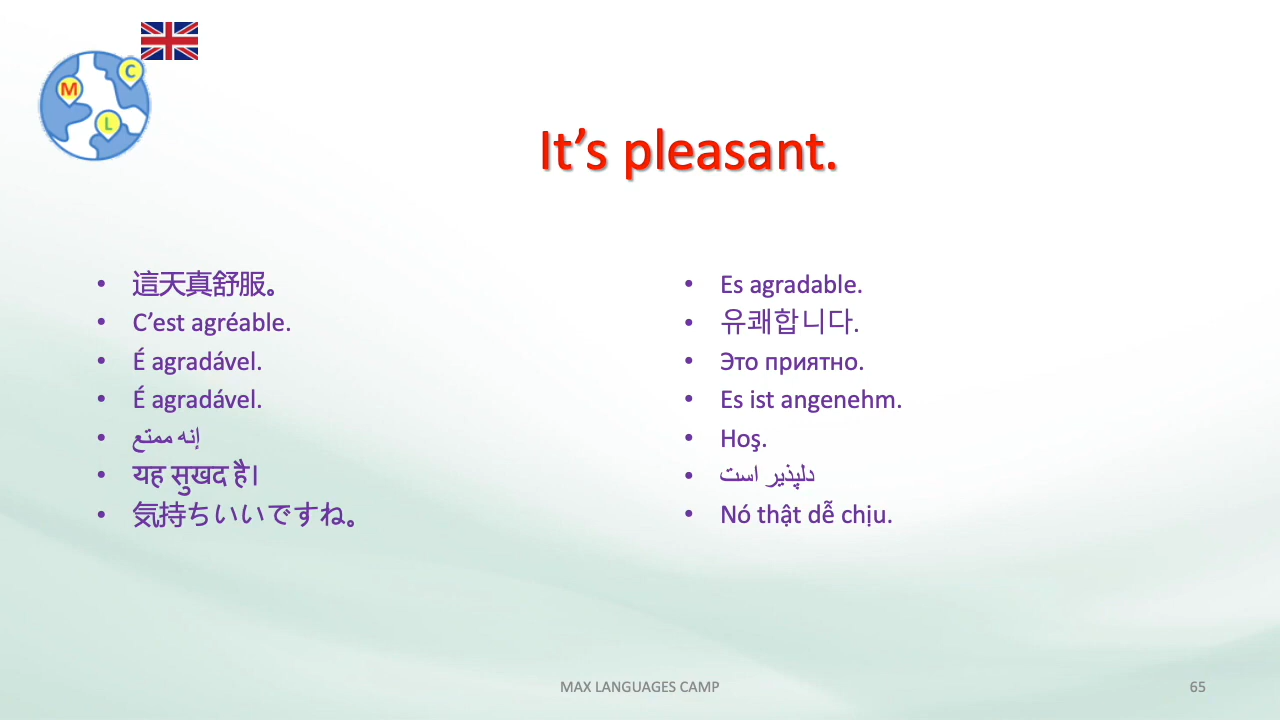 C
M
L
It’s pleasant.
• 這天真舒服。
• C’est agréable.
• É agradável.
• É agradável.
• إنه ممتع
• यह सुखद है।
• 気持ちいいですね。
• Es agradable.
• 유쾌합니다.
• Это приятно.
• Es ist angenehm.
• Hoş.
• دلپذیر است
• Nó thật dễ chịu.
MAX LANGUAGES CAMP
65